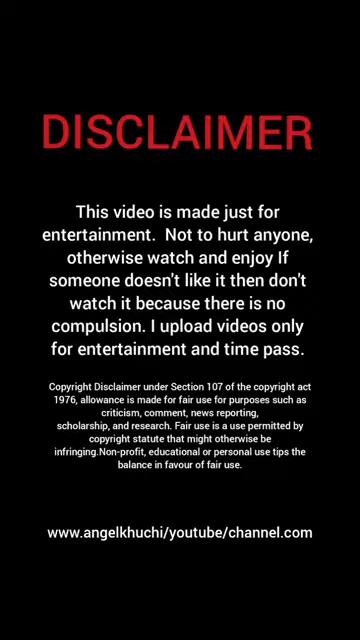 DISCLAIMER
This video is made just for
entertainment. Not to hurt anyone,
otherwise watch and enjoy If
someone doesn't like it then don't
watch it because there is no
compulsion. I upload videos only
for entertainment and time pass.
Copyright Disclaimer under Section 107 of the copyright act
1976, allowance is made for fair use for purposes such as
criticism, comment, news reporting,
scholarship, and research. Fair use is a use permitted by
copyright statute that might otherwise be
infringing.Non-profit, educational or personal use tips the
balance in favour of fair use.
www.angelkhuchi/youtube/channel.com